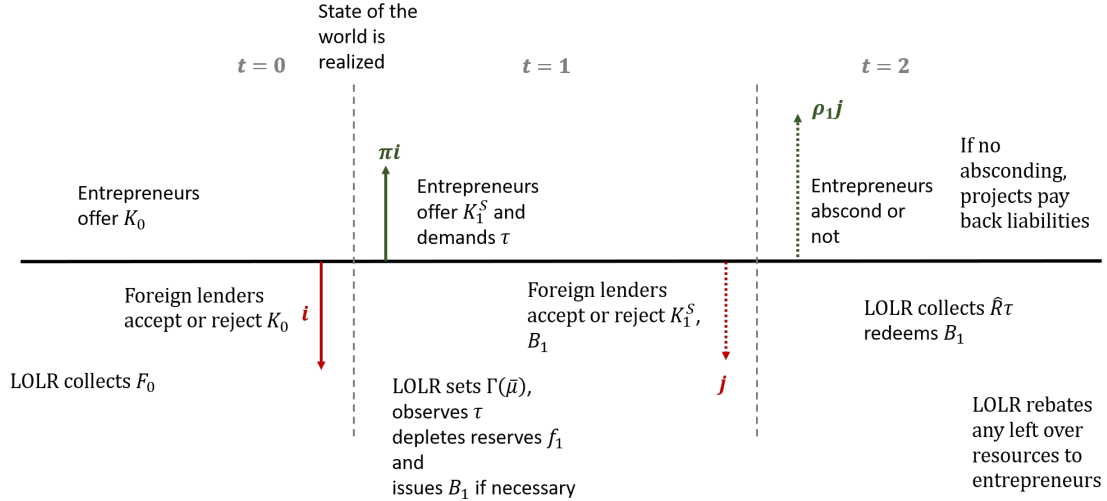 State of the
world is
realized
t = 0
t = 1
t = 2
Entrepreneurs
offer K₀
πi
Entrepreneurs
offer K₁ˢ and
demands τ
ρ₁j
Entrepreneurs
abscond or
not
If no
absconding,
projects pay
back liabilities
Foreign lenders
accept or reject K₀
i
LOLR collects F₀
Foreign lenders
accept or reject K₁ˢ,
B₁
j
LOLR sets Γ(μ̄),
observes τ
depletes reserves f₁
and
issues B₁ if necessary
LOLR collects R̂τ
redeems B₁
LOLR rebates
any left over
resources to
entrepreneurs